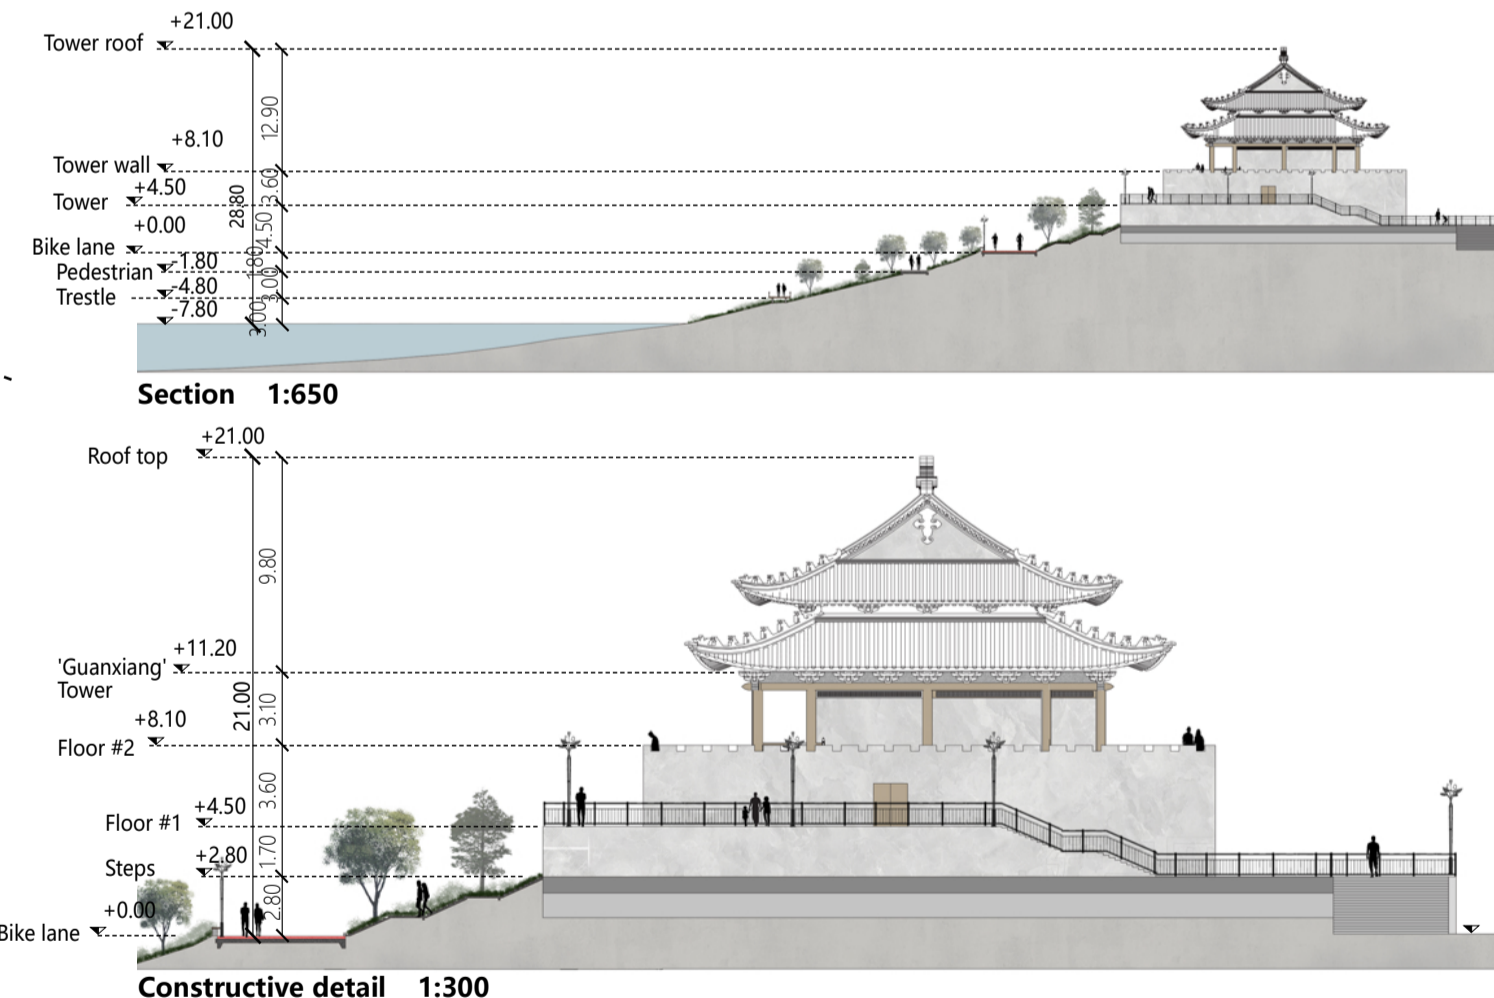 +21.00
Tower roof
12.90
+8.10
Tower wall
+4.50
3.60
Tower
28.80
+0.00
4.50
Bike lane
-1.80
1.80
Pedestrian
-4.80
3.00
Trestle
-7.80
3.00
Section 1:650
+21.00
Roof top
9.80
+11.20
'Guanxiang'
Tower
21.00
3.10
+8.10
Floor #2
3.60
+4.50
Floor #1
1.70
+2.80
Steps
2.80
+0.00
Bike lane
Constructive detail 1:300